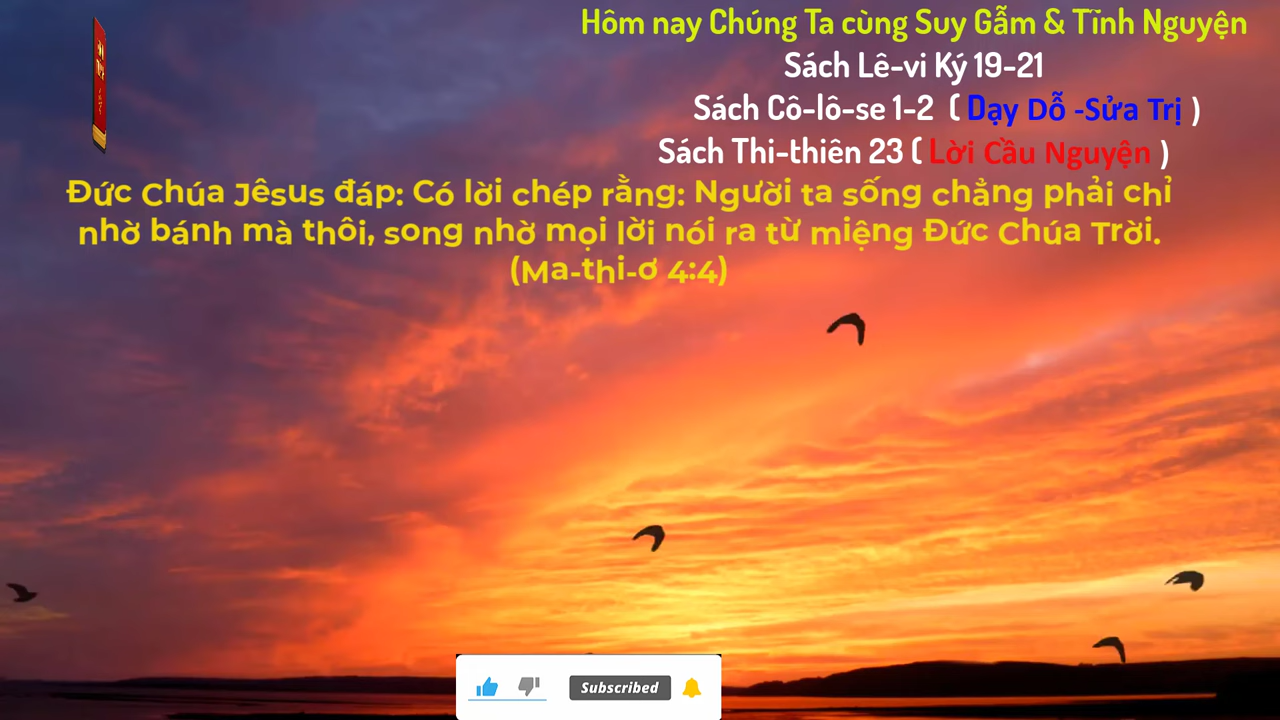 Hôm nay Chúng Ta cùng Suy Gẫm & Tĩnh Nguyện
Sách Lê-vi Ký 19-21
Sách Cô-lô-se 1-2 ( Dạy Dỗ -Sửa Trị )
Sách Thi-thiên 23 ( Lời Cầu Nguyện )
Đức Chúa Jêsus đáp: Có lời chép rằng: Người ta sống chẳng phải chỉ
nhờ bánh mà thôi, song nhờ mọi lời nói ra từ miệng Đức Chúa Trời.
(Ma-thi-ơ 4:4)
Subscribed